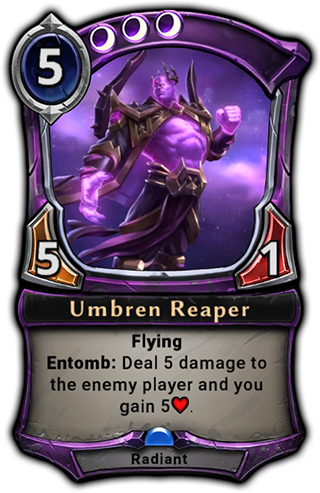 5
5
1
Umbren Reaper
Flying
Entomb: Deal 5 damage to
the enemy player and you
gain 5❤.
Radiant